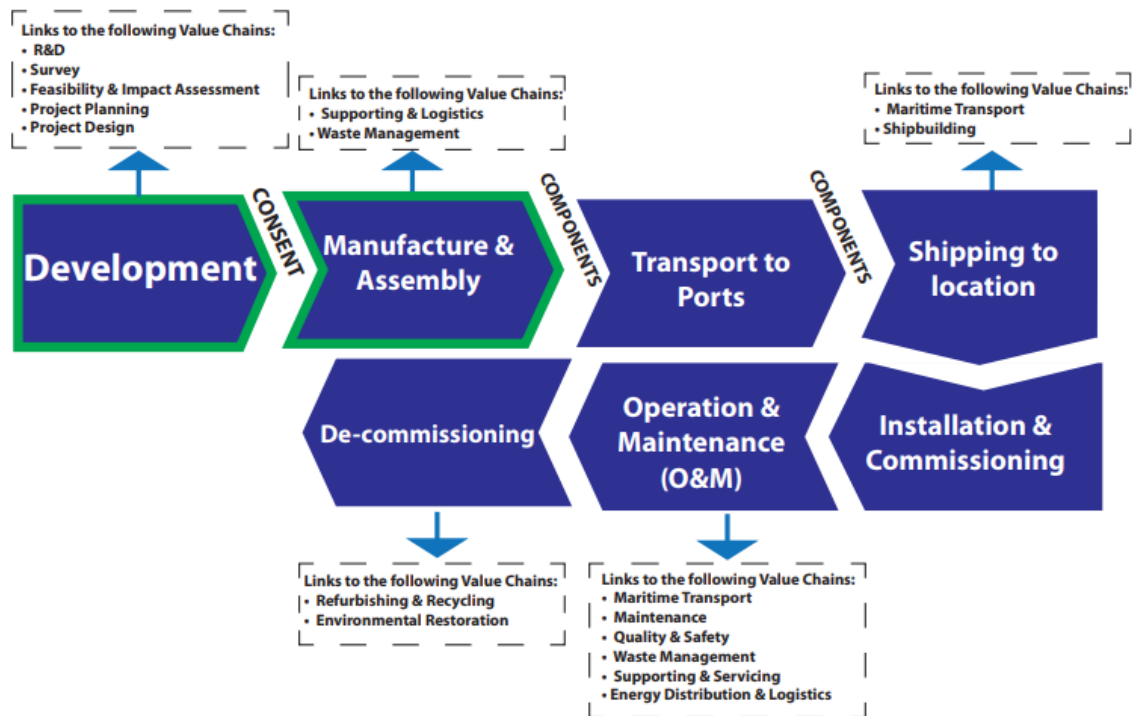 Links to the following Value Chains:
• R&D
• Survey
• Feasibility & Impact Assessment
• Project Planning
• Project Design
Links to the following Value Chains:
• Supporting & Logistics
• Waste Management
Links to the following Value Chains:
• Maritime Transport
• Shipbuilding
Development
CONSENT
Manufacture &
Assembly
COMPONENTS
Transport to
Ports
COMPONENTS
Shipping to
location
De-commissioning
Operation &
Maintenance
(O&M)
Installation &
Commissioning
Links to the following Value Chains:
• Refurbishing & Recycling
• Environmental Restoration
Links to the following Value Chains:
• Maritime Transport
• Maintenance
• Quality & Safety
• Waste Management
• Supporting & Servicing
• Energy Distribution & Logistics